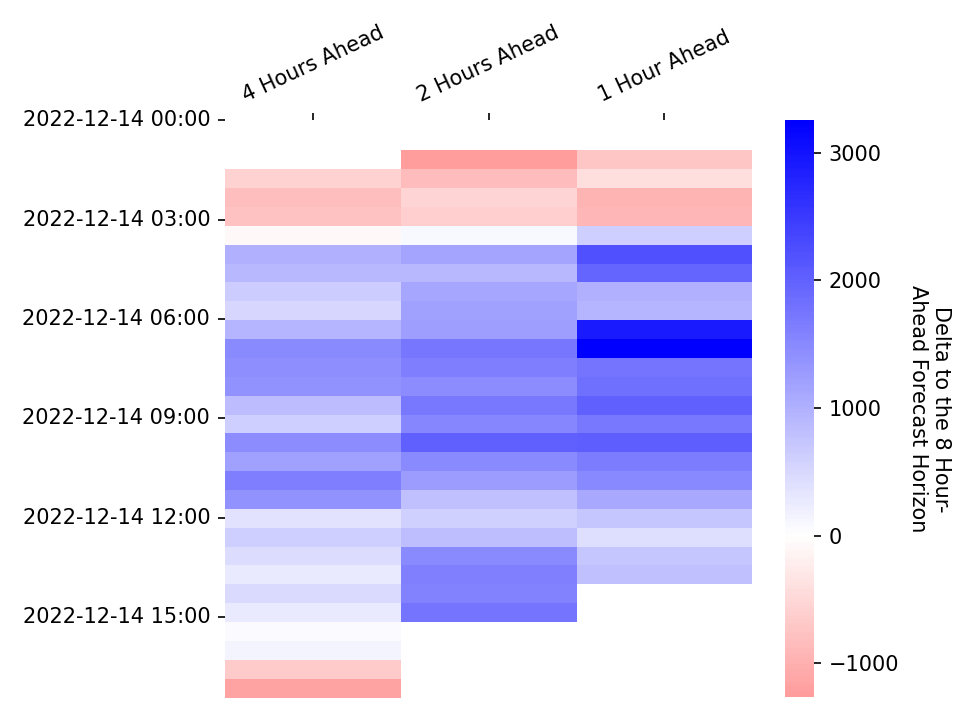 4 Hours Ahead
2 Hours Ahead
1 Hour Ahead
2022-12-14 00:00
2022-12-14 03:00
2022-12-14 06:00
2022-12-14 09:00
2022-12-14 12:00
2022-12-14 15:00
3000
2000
1000
0
−1000
Delta to the 8 Hour-
Ahead Forecast Horizon